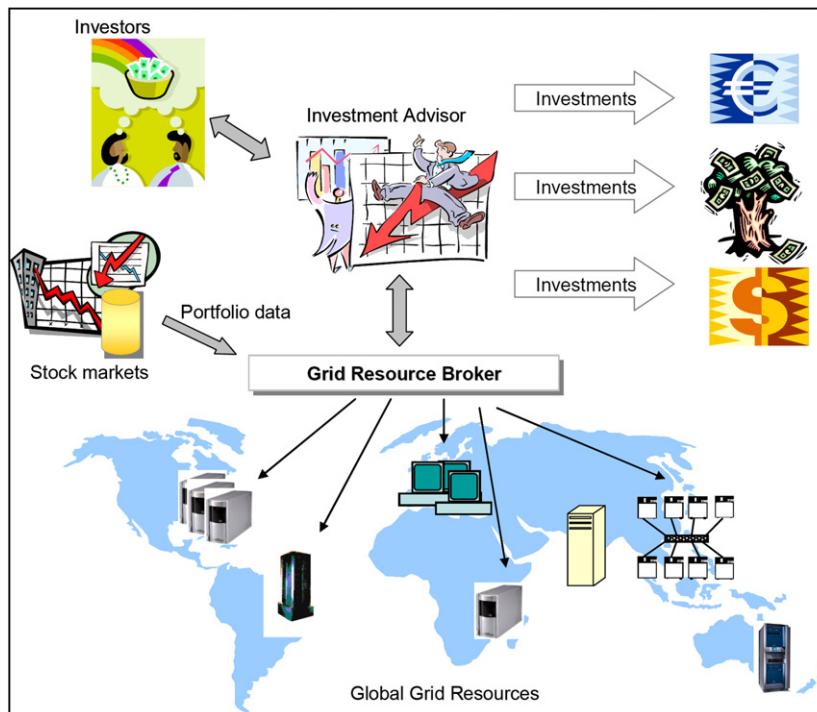 Investors
Investment Advisor
Investments
Investments
Investments
Portfolio data
Stock markets
Grid Resource Broker
Global Grid Resources